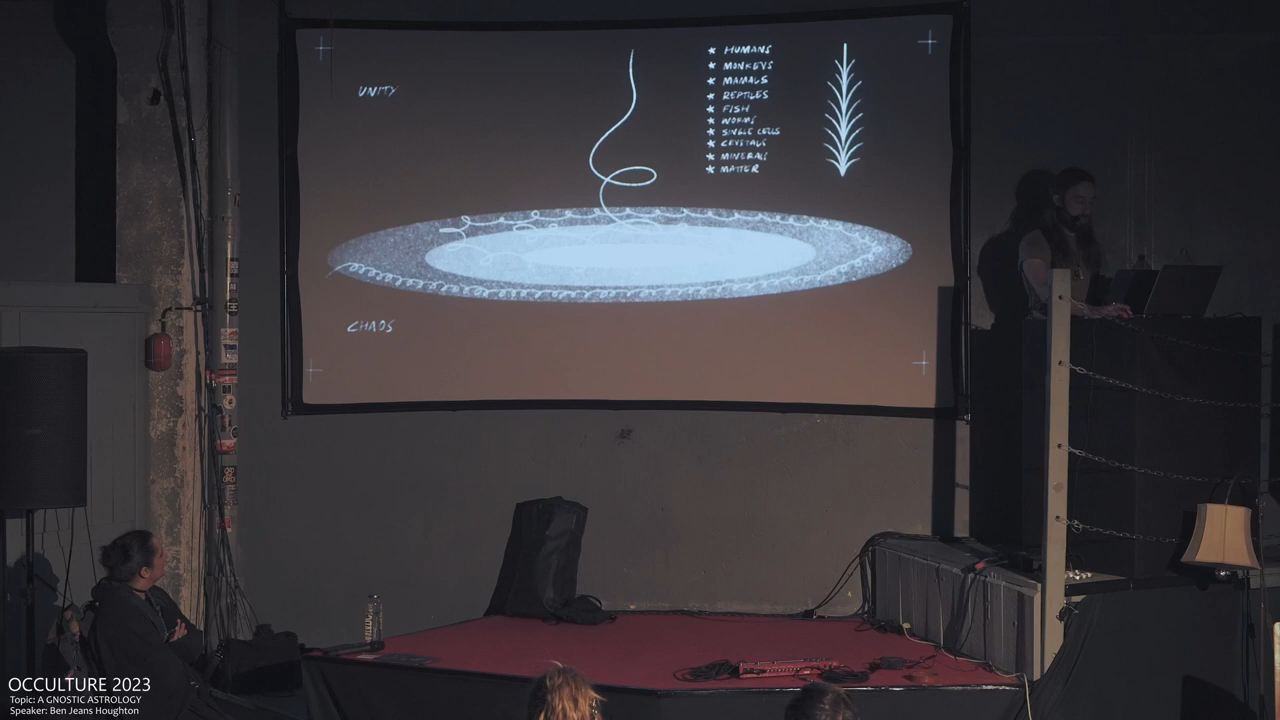 UNITY
* HUMANS
* MONKEYS
* MAMALS
* REPTILES
* FISH
* WORMS
* SINGLE CELLS
* CRYSTALS
* MINERALS
* MATTER
CHAOS
OCCULTURE 2023
Topic: A GNOSTIC ASTROLOGY
Speaker: Ben Jeans Houghton